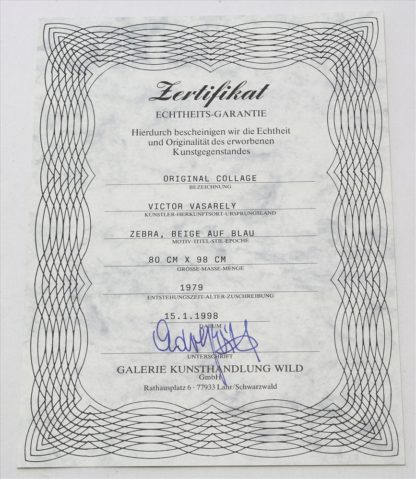 Zertifikat
ECHTHEITS-GARANTIE
Hierdurch bescheinigen wir die Echtheit
und Originalität des erworbenen
Kunstgegenstandes
ORIGINAL COLLAGE
BEZEICHNUNG
VICTOR VASARELY
KÜNSTLER-HERKUNFTSORT-URSPRUNGSLAND
ZEBRA, BEIGE AUF BLAU
MOTIV-TITEL-STIL-EPOCHE
80 CM X 98 CM
GRÖSSE-MASSE-MENGE
1979
ENTSTEHUNGSZEIT-ALTER-ZUSCHREIBUNG
15.1.1998
DATUM
UNTERSCHRIFT
GALERIE KUNSTHANDLUNG WILD
GmbH
Rathausplatz 6 · 77933 Lahr/Schwarzwald